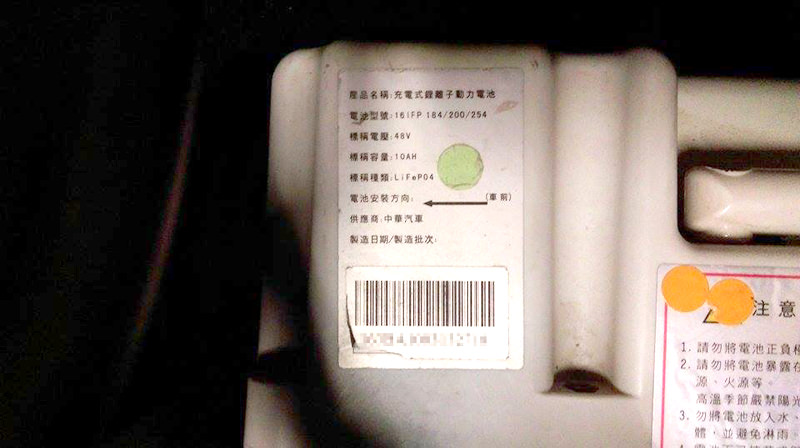 產品名稱:充電式鋰離子動力電池
電池型號:16IFP 184/200/254
標稱電壓:48V
標稱容量:10AH
標稱種類:LiFePO4
電池安裝方向: (車前)
供應商:中華汽車
製造日期/製造批次:
注意
1. 請勿將電池正負極
2. 請勿將電池暴露在
源、火源等。
高溫季節嚴禁陽光
3. 勿將電池放入水、
體，並避免淋雨